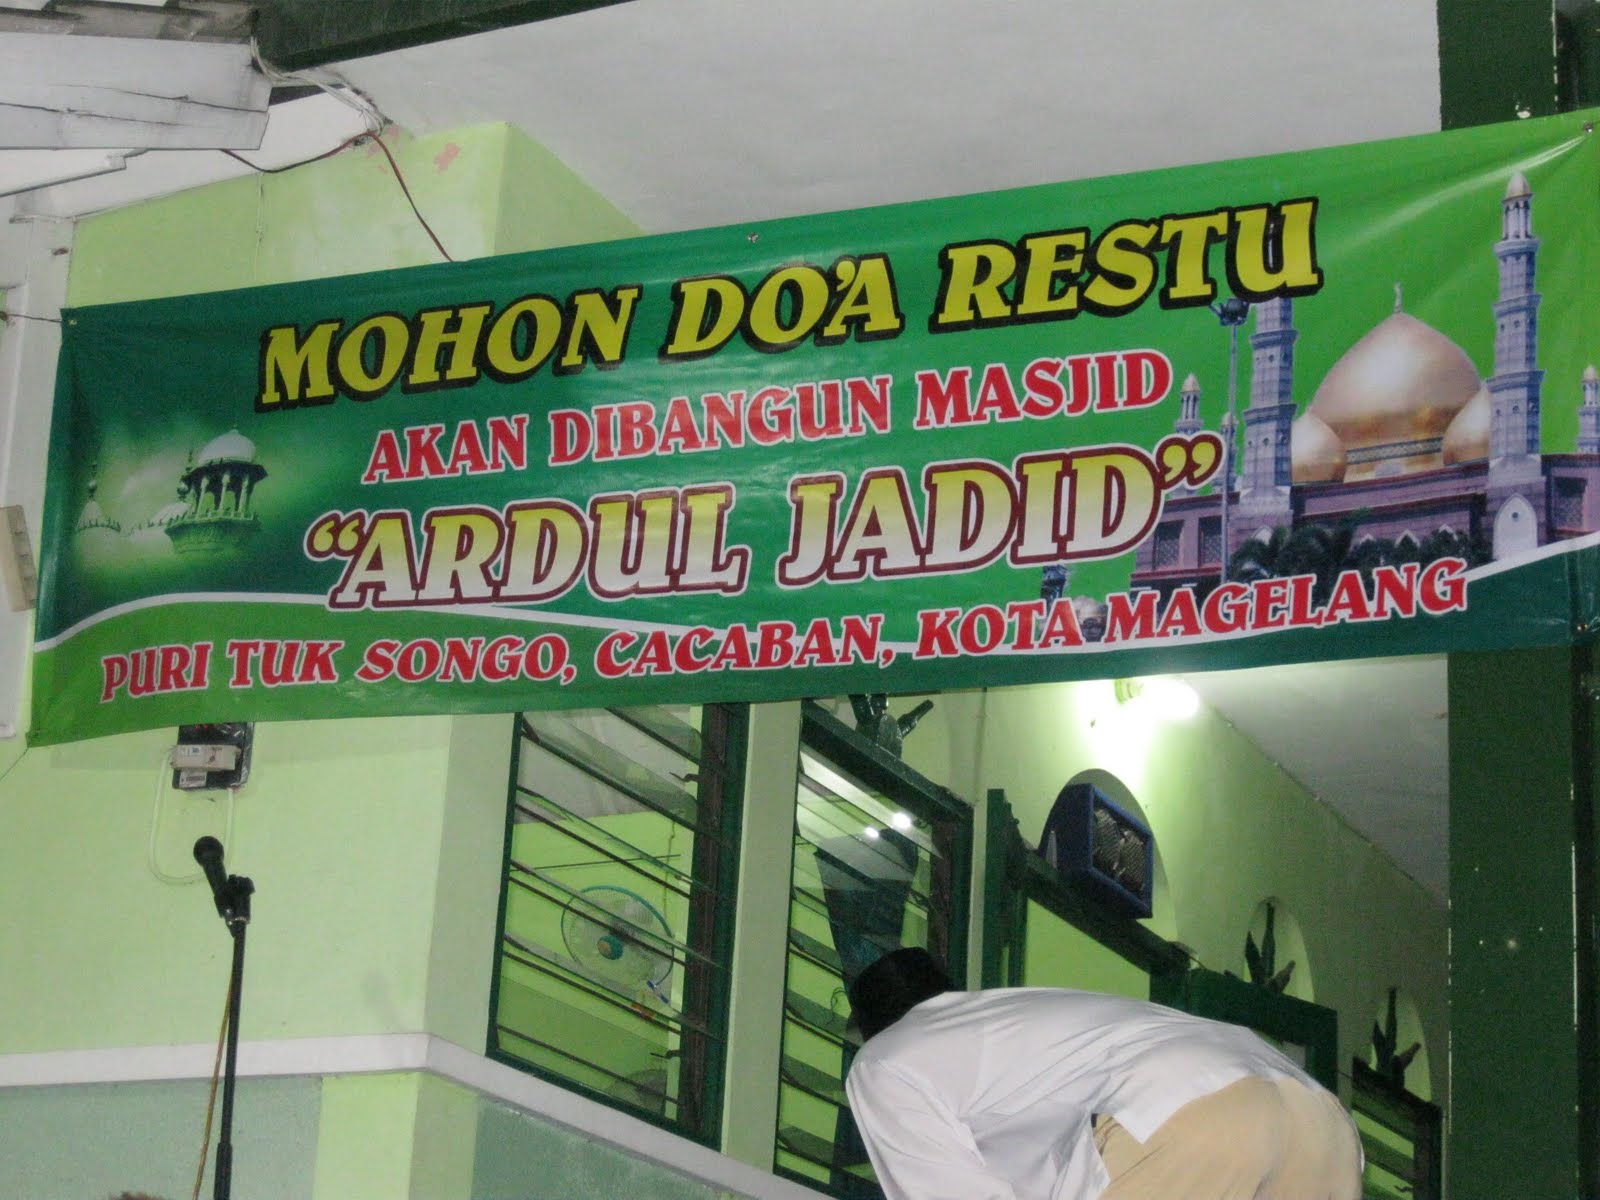 MOHON DO'A RESTU
AKAN DIBANGUN MASJID
“ARDUL JADID”
PURI TUK SONGO, CACABAN, KOTA MAGELANG